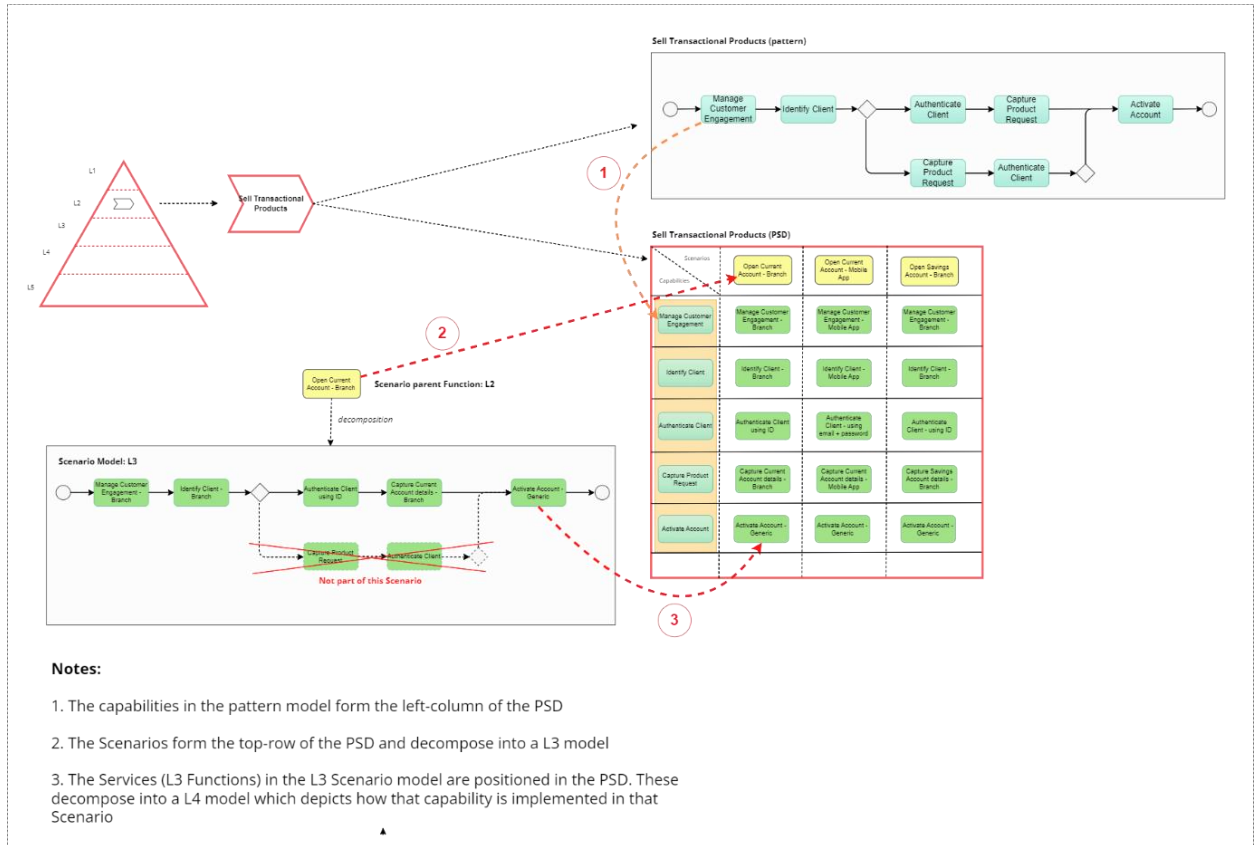 Sell Transactional Products (pattern)
Manage
Customer
Engagement
Identify Client
Authenticate
Client
Capture
Product
Request
Activate
Account
Capture
Product
Request
Authenticate
Client
1
L1
L2
L3
L4
L5
Sell Transactional
Products
Sell Transactional Products (PSD)
Scenarios
Capabilities
Open Current
Account - Branch
Open Current
Account - Mobile
App
Open Savings
Account - Branch
Manage Customer
Engagement
Manage Customer
Engagement -
Branch
Manage Customer
Engagement -
Mobile App
Manage Customer
Engagement -
Branch
Identify Client
Identify Client -
Branch
Identify Client -
Mobile App
Identify Client -
Branch
Authenticate Client
Authenticate Client
using ID
Authenticate
Client - using
email + password
Authenticate
Client - using ID
Capture Product
Request
Capture Current
Account details -
Branch
Capture Current
Account details -
Mobile App
Capture Savings
Account details -
Branch
Activate Account
Activate Account -
Generic
Activate Account -
Generic
Activate Account -
Generic
2
Open Current
Account - Branch
Scenario parent Function: L2
decomposition
Scenario Model: L3
Manage Customer
Engagement -
Branch
Identify Client -
Branch
Authenticate Client
using ID
Capture Current
Account details -
Branch
Activate Account -
Generic
Capture Product
Request
Authenticate Client
Not part of this Scenario
3
Notes:
1. The capabilities in the pattern model form the left-column of the PSD
2. The Scenarios form the top-row of the PSD and decompose into a L3 model
3. The Services (L3 Functions) in the L3 Scenario model are positioned in the PSD. These
decompose into a L4 model which depicts how that capability is implemented in that
Scenario